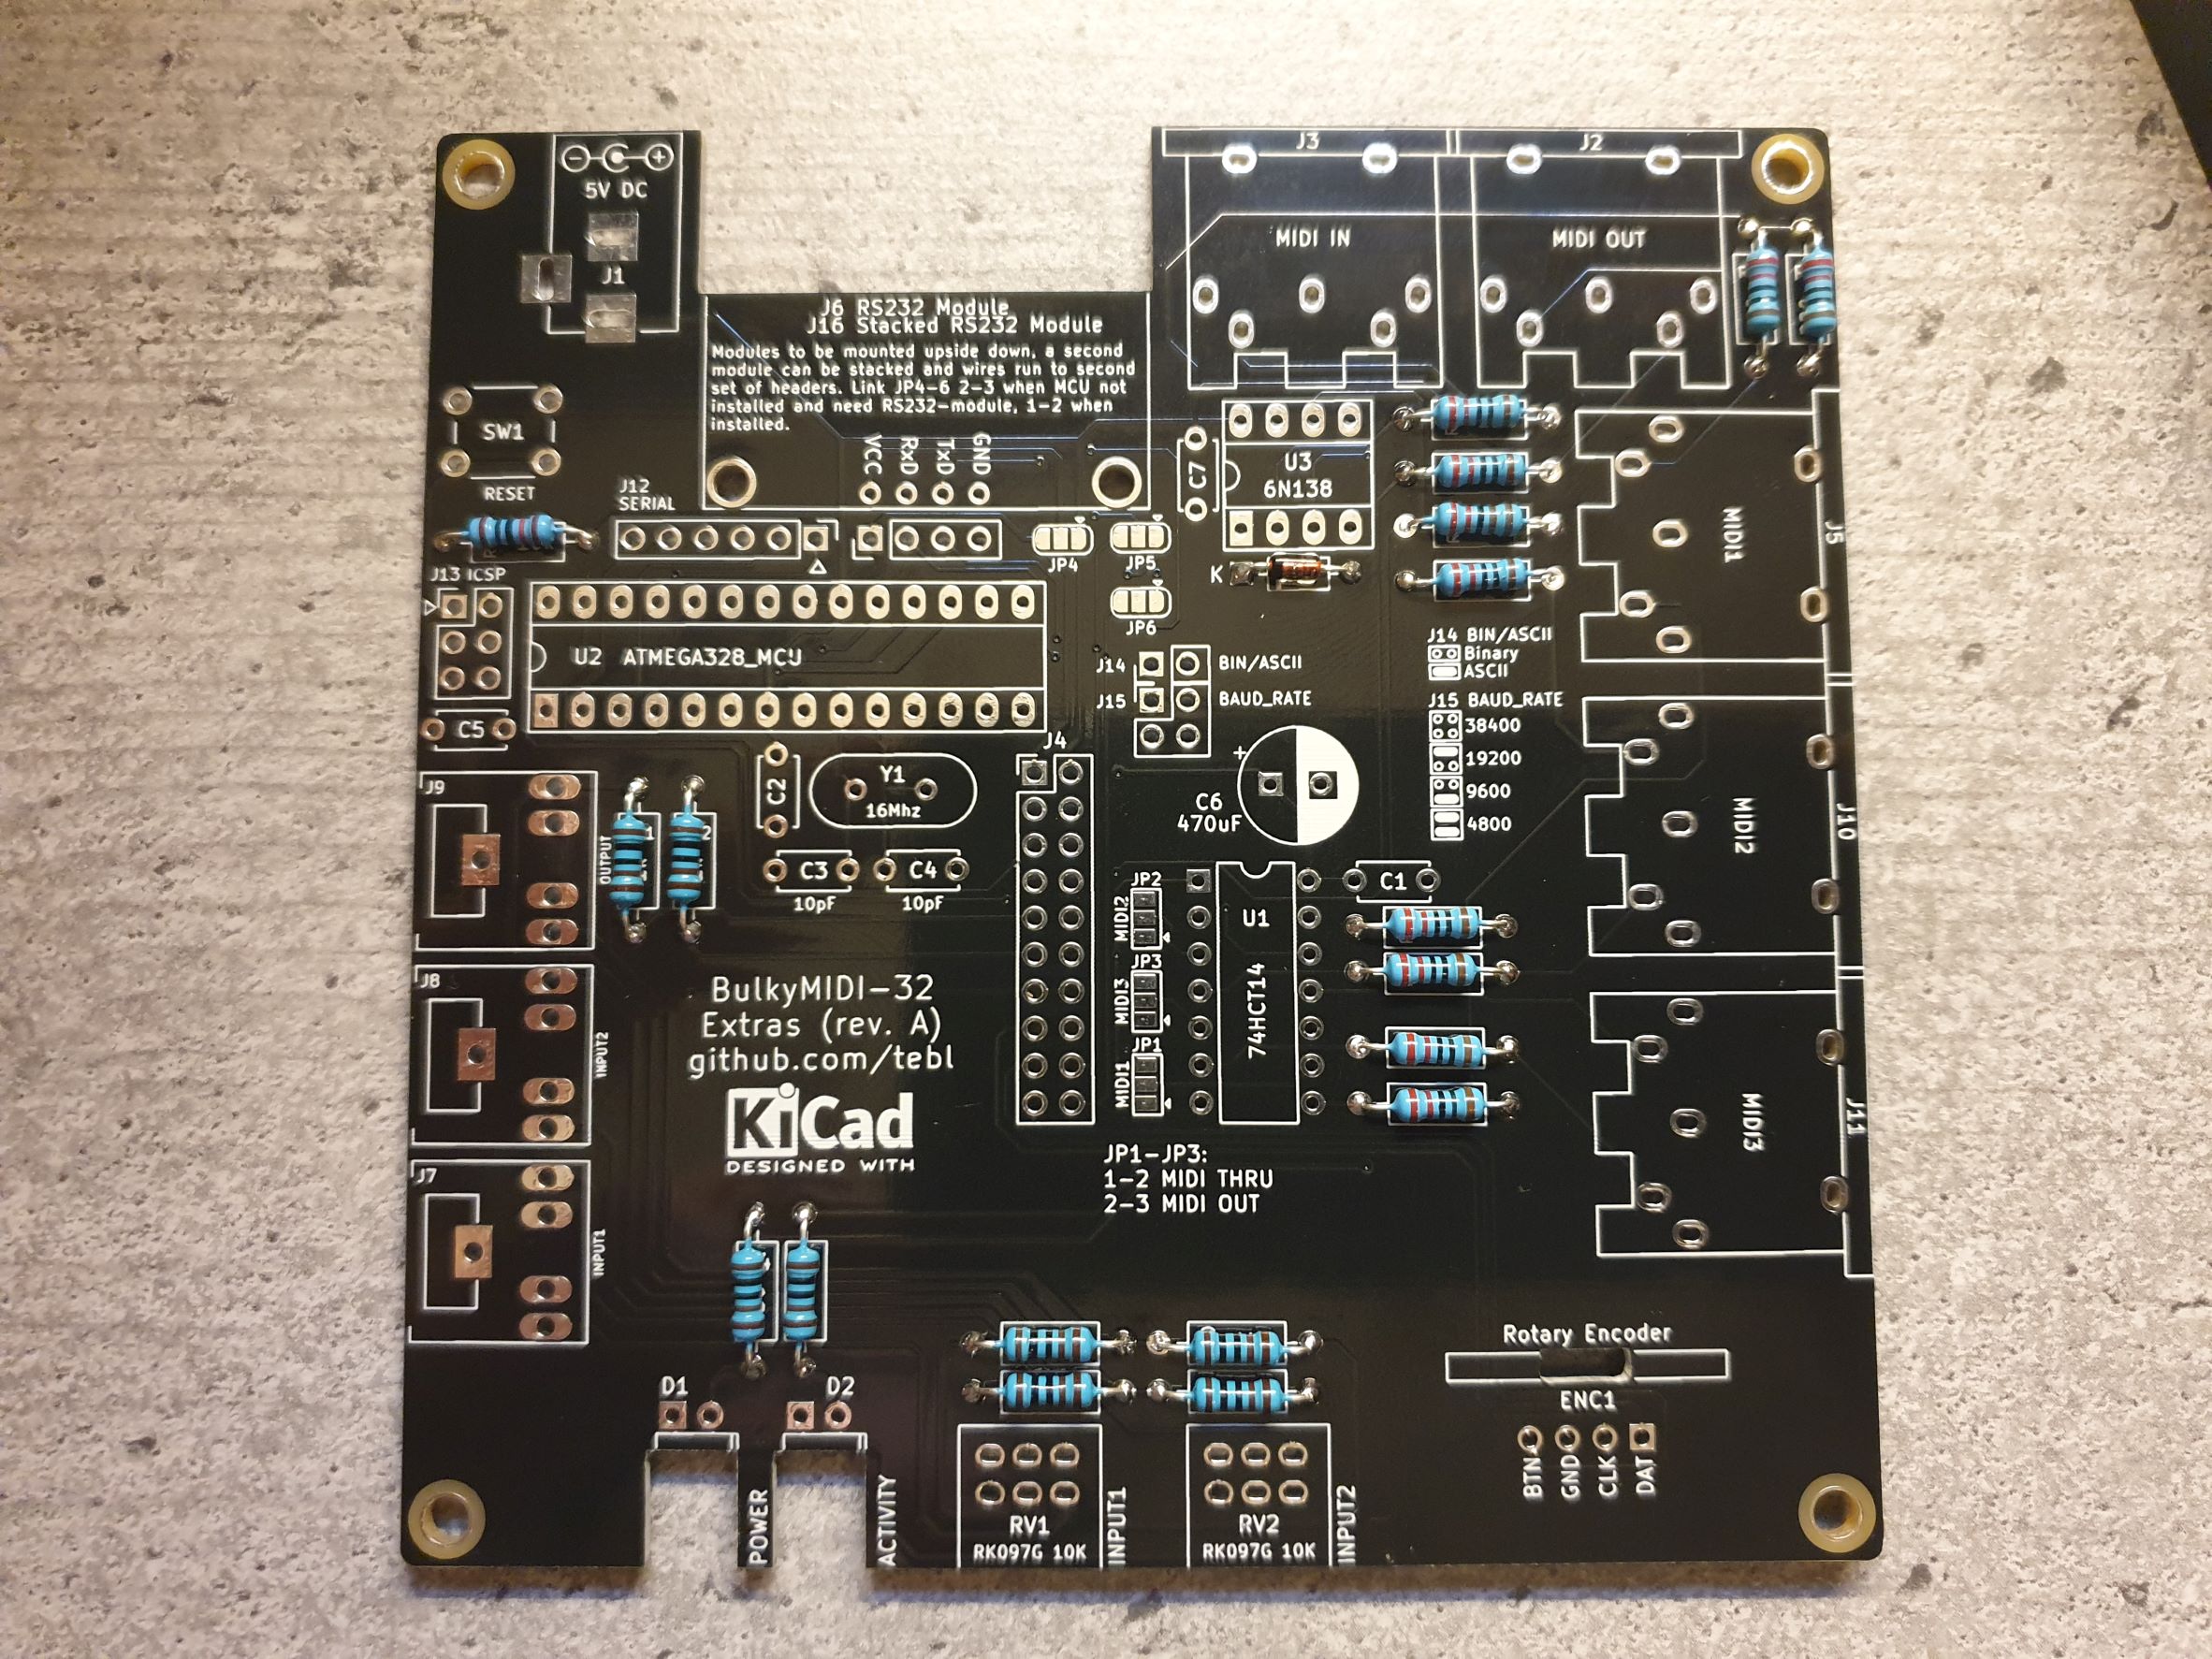 5V DC
J1
J3
J2
MIDI IN
MIDI OUT
J6 RS232 Module
J16 Stacked RS232 Module
Modules to be mounted upside down, a second
module can be stacked and wires run to second
set of headers. Link JP4-6 2-3 when MCU not
installed and need RS232-module, 1-2 when
installed.
VCC
RxD
TxD
GND
SW1
RESET
J12
SERIAL
C7
U3
6N138
JP4
JP5
JP6
K
J13 ICSP
U2 ATMEGA328_MCU
C5
J14
BIN/ASCII
J15
BAUD_RATE
J14 BIN/ASCII
Binary
ASCII
J15 BAUD_RATE
38400
19200
9600
4800
MIDI1
J5
MIDI2
J10
MIDI3
J11
J9
OUTPUT
C2
Y1
16Mhz
C3
10pF
C4
10pF
J4
+
C6
470uF
JP2
MIDI2
JP3
MIDI3
JP1
MIDI1
U1
74HCT14
C1
J8
INPUT2
J7
INPUT1
BulkyMIDI-32
Extras (rev. A)
github.com/tebl
KiCad
DESIGNED WITH
JP1-JP3:
1-2 MIDI THRU
2-3 MIDI OUT
D1
D2
POWER
ACTIVITY
RV1
RK097G 10K
INPUT1
RV2
RK097G 10K
INPUT2
Rotary Encoder
ENC1
BTN
GND
CLK
DAT